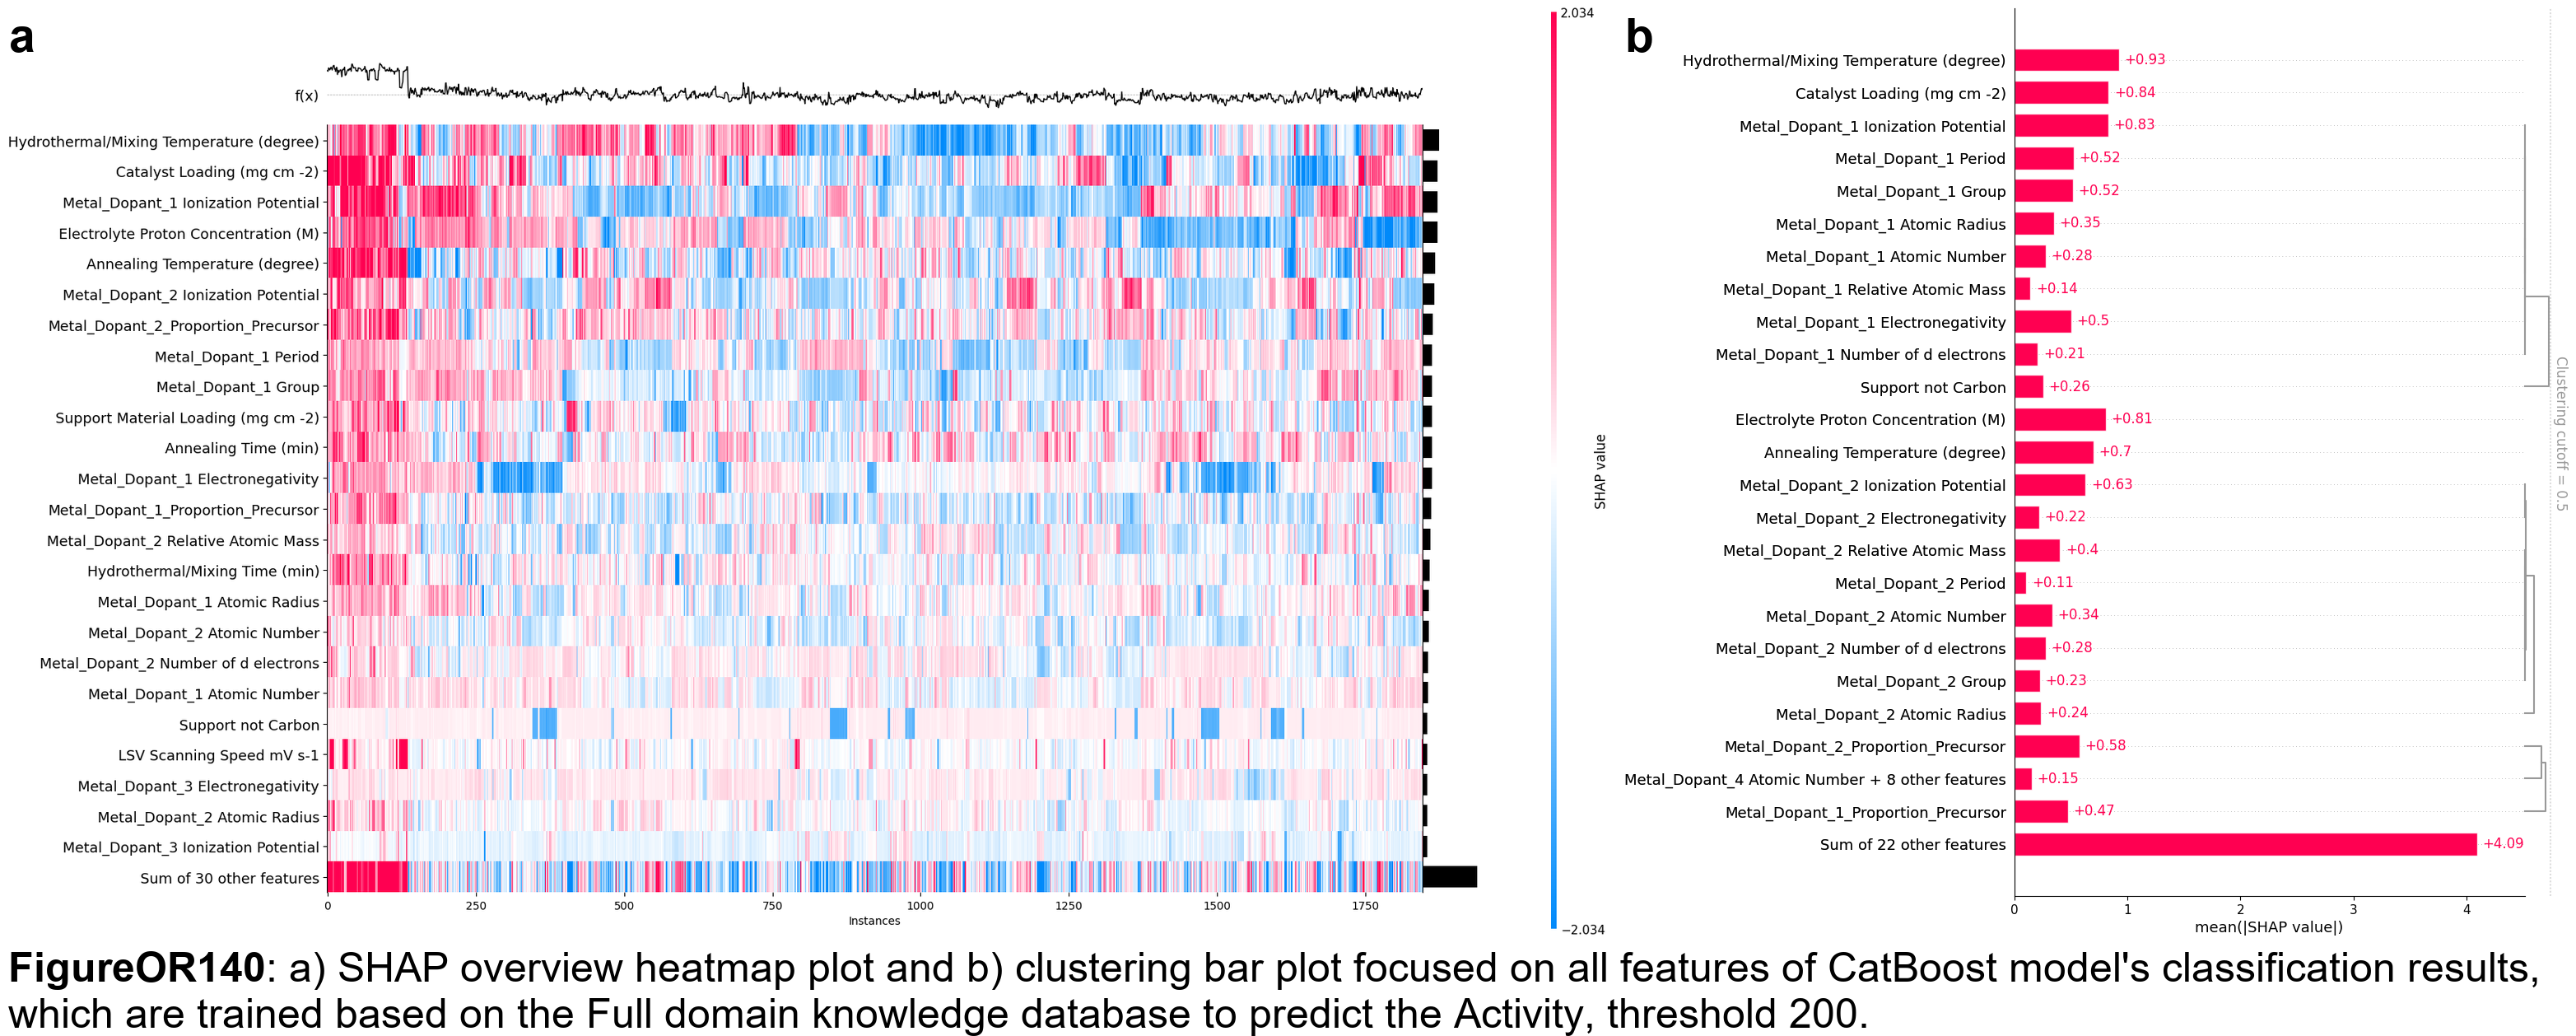 a
f(x)
Hydrothermal/Mixing Temperature (degree)
Catalyst Loading (mg cm -2)
Metal_Dopant_1 Ionization Potential
Electrolyte Proton Concentration (M)
Annealing Temperature (degree)
Metal_Dopant_2 Ionization Potential
Metal_Dopant_2_Proportion_Precursor
Metal_Dopant_1 Period
Metal_Dopant_1 Group
Support Material Loading (mg cm -2)
Annealing Time (min)
Metal_Dopant_1 Electronegativity
Metal_Dopant_1_Proportion_Precursor
Metal_Dopant_2 Relative Atomic Mass
Hydrothermal/Mixing Time (min)
Metal_Dopant_1 Atomic Radius
Metal_Dopant_2 Atomic Number
Metal_Dopant_2 Number of d electrons
Metal_Dopant_1 Atomic Number
Support not Carbon
LSV Scanning Speed mV s-1
Metal_Dopant_3 Electronegativity
Metal_Dopant_2 Atomic Radius
Metal_Dopant_3 Ionization Potential
Sum of 30 other features
0 250 500 750 1000 1250 1500 1750
Instances
2.034
SHAP value
−2.034
b
Hydrothermal/Mixing Temperature (degree) +0.93
Catalyst Loading (mg cm -2) +0.84
Metal_Dopant_1 Ionization Potential +0.83
Metal_Dopant_1 Period +0.52
Metal_Dopant_1 Group +0.52
Metal_Dopant_1 Atomic Radius +0.35
Metal_Dopant_1 Atomic Number +0.28
Metal_Dopant_1 Relative Atomic Mass +0.14
Metal_Dopant_1 Electronegativity +0.5
Metal_Dopant_1 Number of d electrons +0.21
Support not Carbon +0.26
Electrolyte Proton Concentration (M) +0.81
Annealing Temperature (degree) +0.7
Metal_Dopant_2 Ionization Potential +0.63
Metal_Dopant_2 Electronegativity +0.22
Metal_Dopant_2 Relative Atomic Mass +0.4
Metal_Dopant_2 Period +0.11
Metal_Dopant_2 Atomic Number +0.34
Metal_Dopant_2 Number of d electrons +0.28
Metal_Dopant_2 Group +0.23
Metal_Dopant_2 Atomic Radius +0.24
Metal_Dopant_2_Proportion_Precursor +0.58
Metal_Dopant_4 Atomic Number + 8 other features +0.15
Metal_Dopant_1_Proportion_Precursor +0.47
Sum of 22 other features +4.09
0 1 2 3 4
mean(|SHAP value|)
Clustering cutoff = 0.5
FigureOR140: a) SHAP overview heatmap plot and b) clustering bar plot focused on all features of CatBoost model's classification results,
which are trained based on the Full domain knowledge database to predict the Activity, threshold 200.